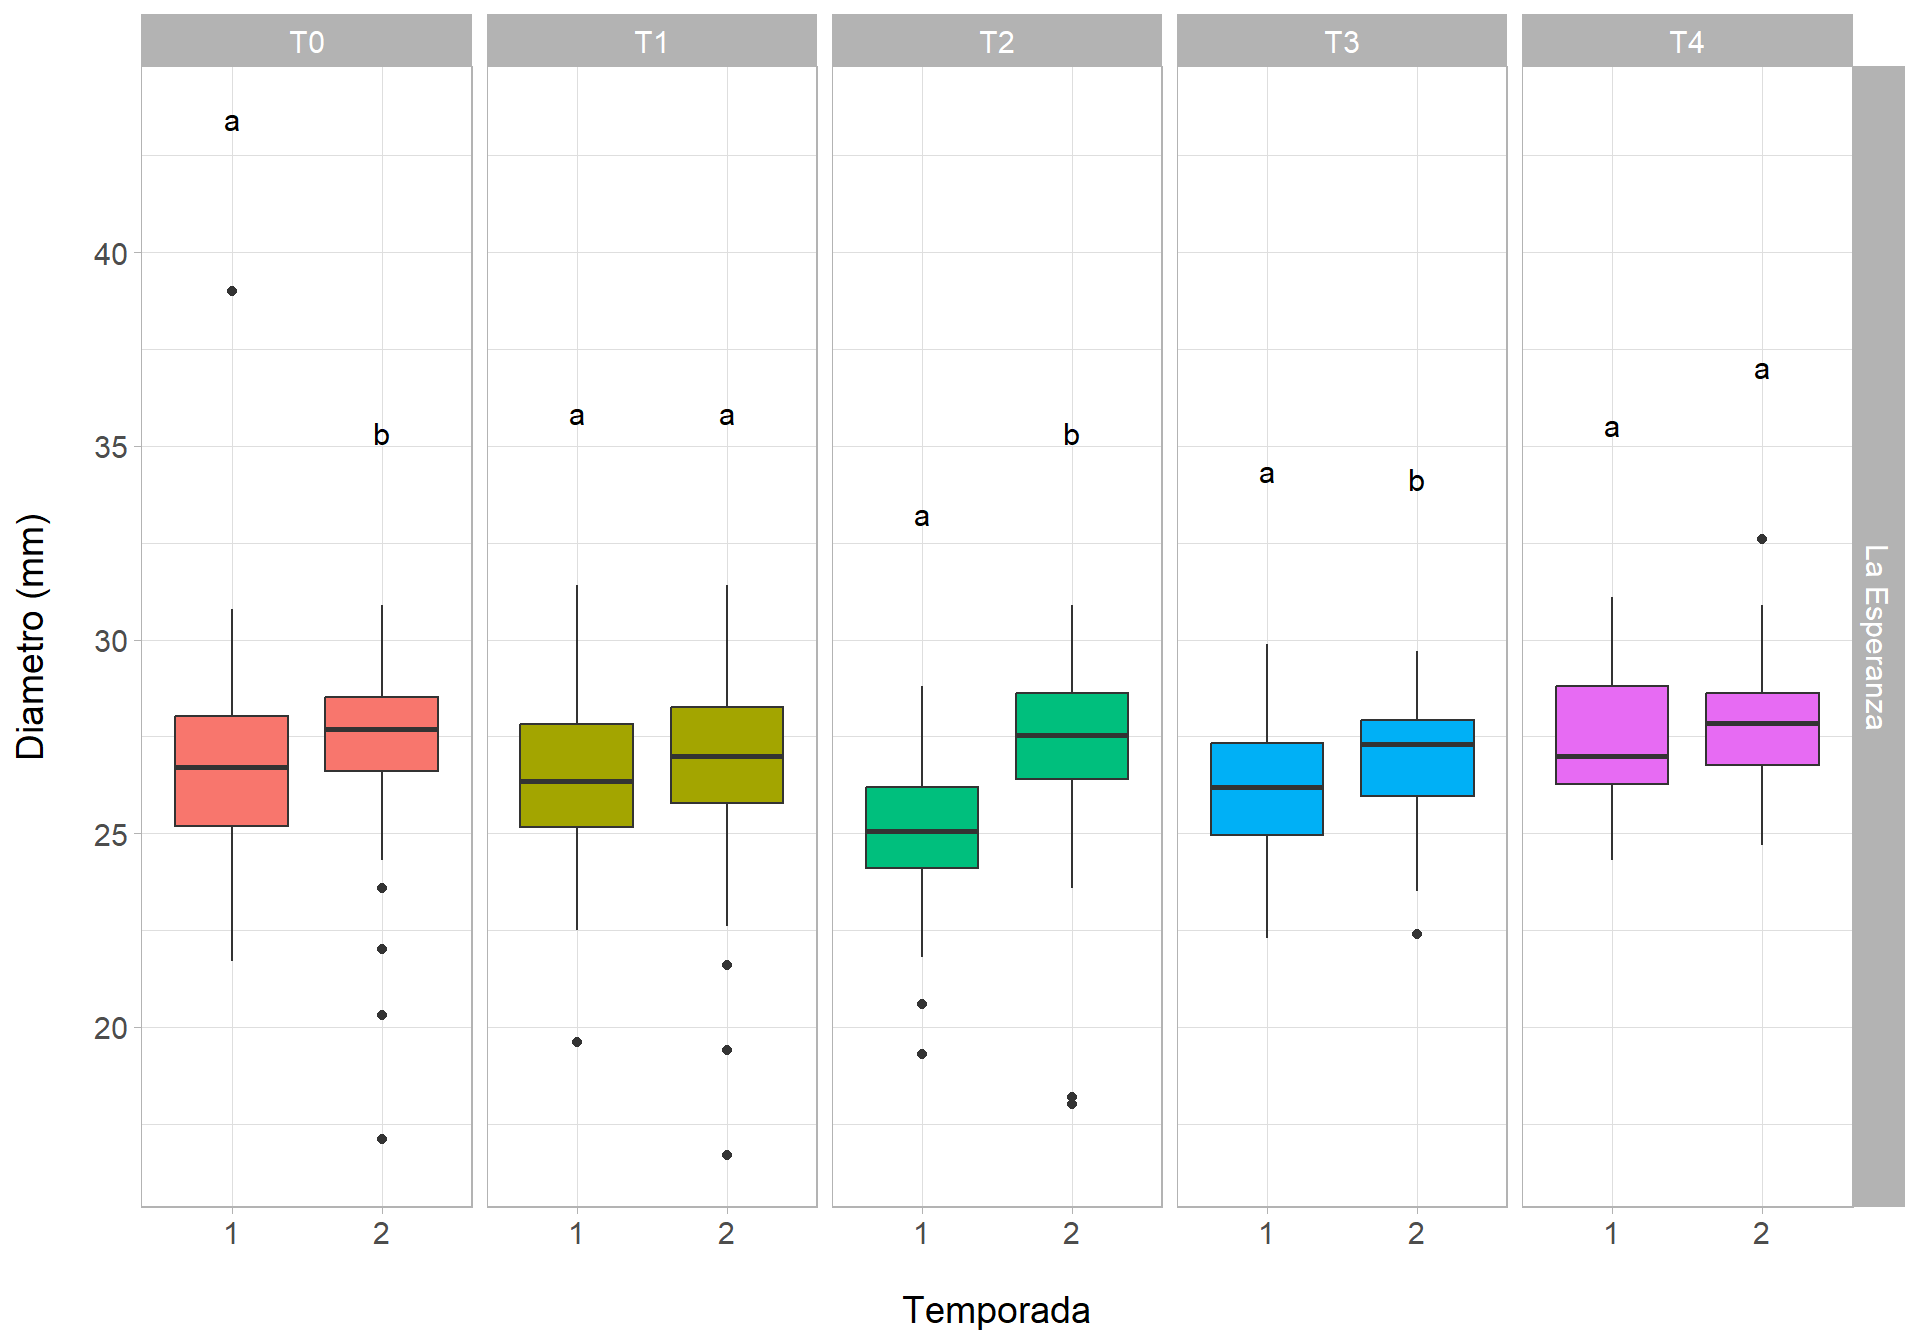 T0 T1 T2 T3 T4
a
40
a
a a a
b b
35
a
b
a
30
25
20
Diametro (mm)
La Esperanza
1 2 1 2 1 2 1 2 1 2
Temporada